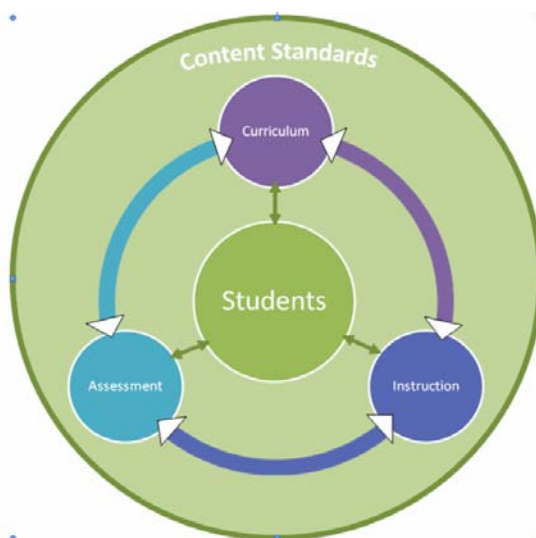 Content Standards
Curriculum
Students
Assessment
Instruction